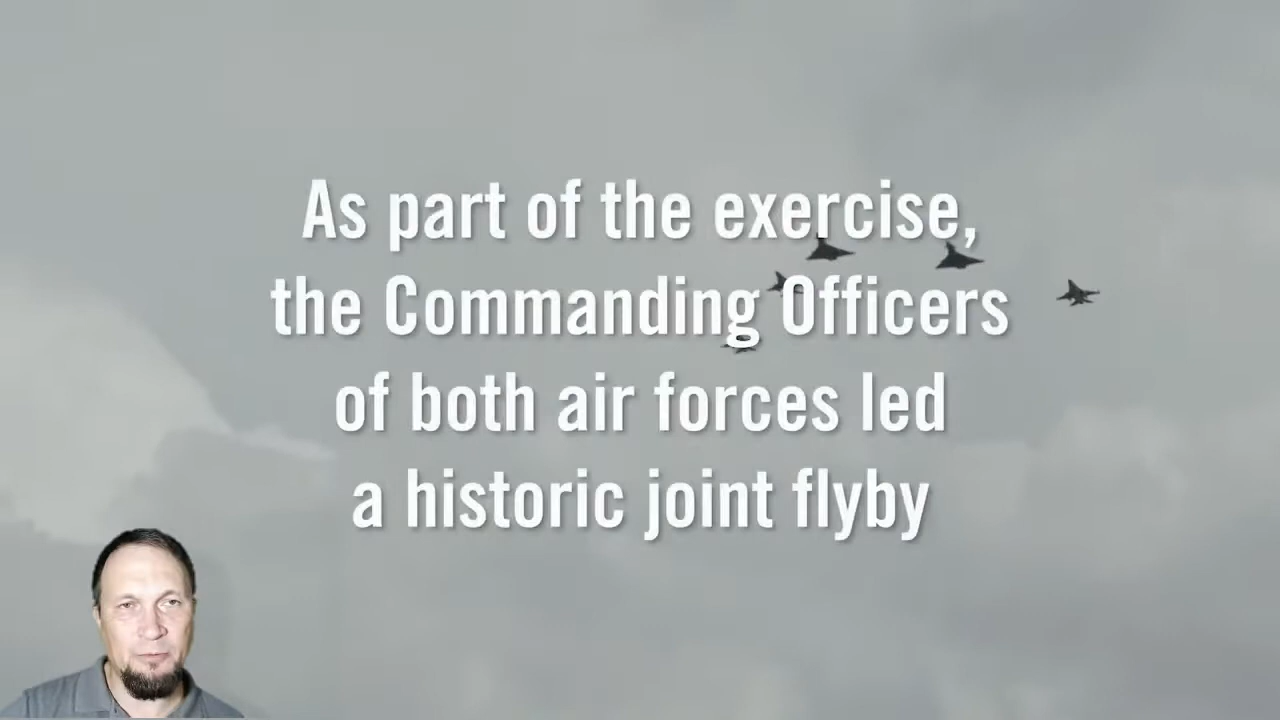 As part of the exercise,
the Commanding Officers
of both air forces led
a historic joint flyby